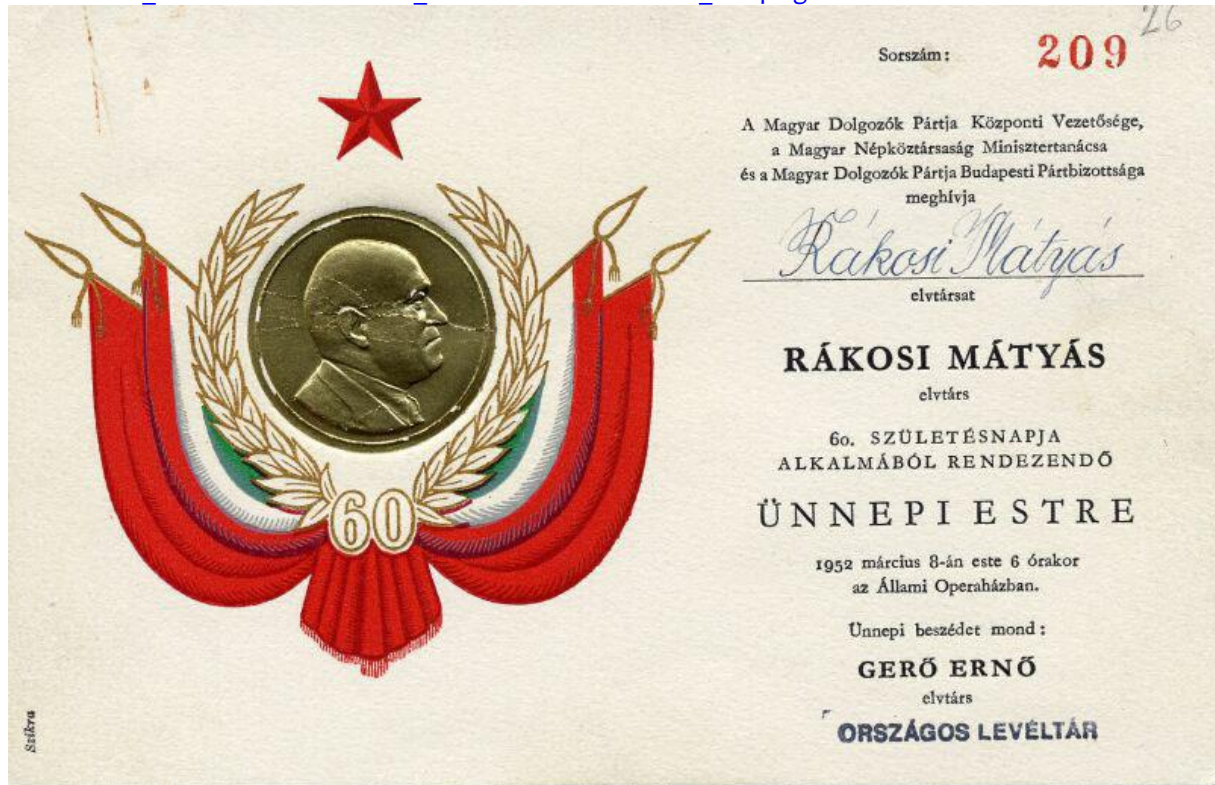 26
Sorszám: 209
A Magyar Dolgozók Pártja Központi Vezetősége,
a Magyar Népköztársaság Minisztertanácsa
és a Magyar Dolgozók Pártja Budapesti Pártbizottsága
meghívja
Rákosi Mátyás
elvtársat
RÁKOSI MÁTYÁS
elvtárs
60. SZÜLETÉSNAPJA
ALKALMÁBÓL RENDEZENDŐ
ÜNNEPI ESTRE
1952 március 8-án este 6 órakor
az Állami Operaházban.
Ünnepi beszédet mond:
GERŐ ERNŐ
elvtárs
ORSZÁGOS LEVÉLTÁR
60
Szikra